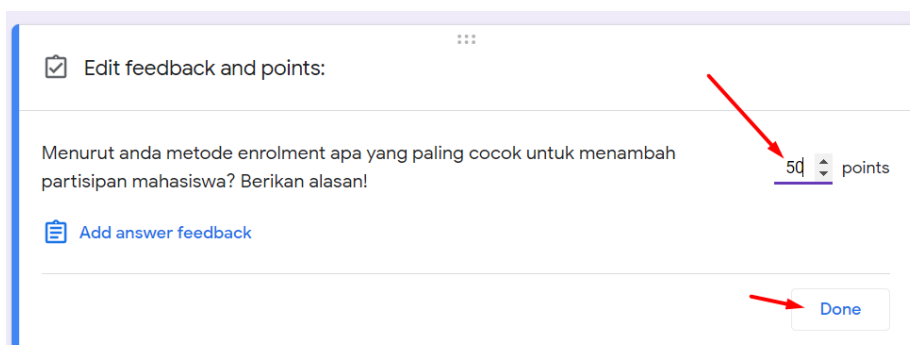 Edit feedback and points:
Menurut anda metode enrolment apa yang paling cocok untuk menambah
partisipan mahasiswa? Berikan alasan!
50 points
Add answer feedback
Done